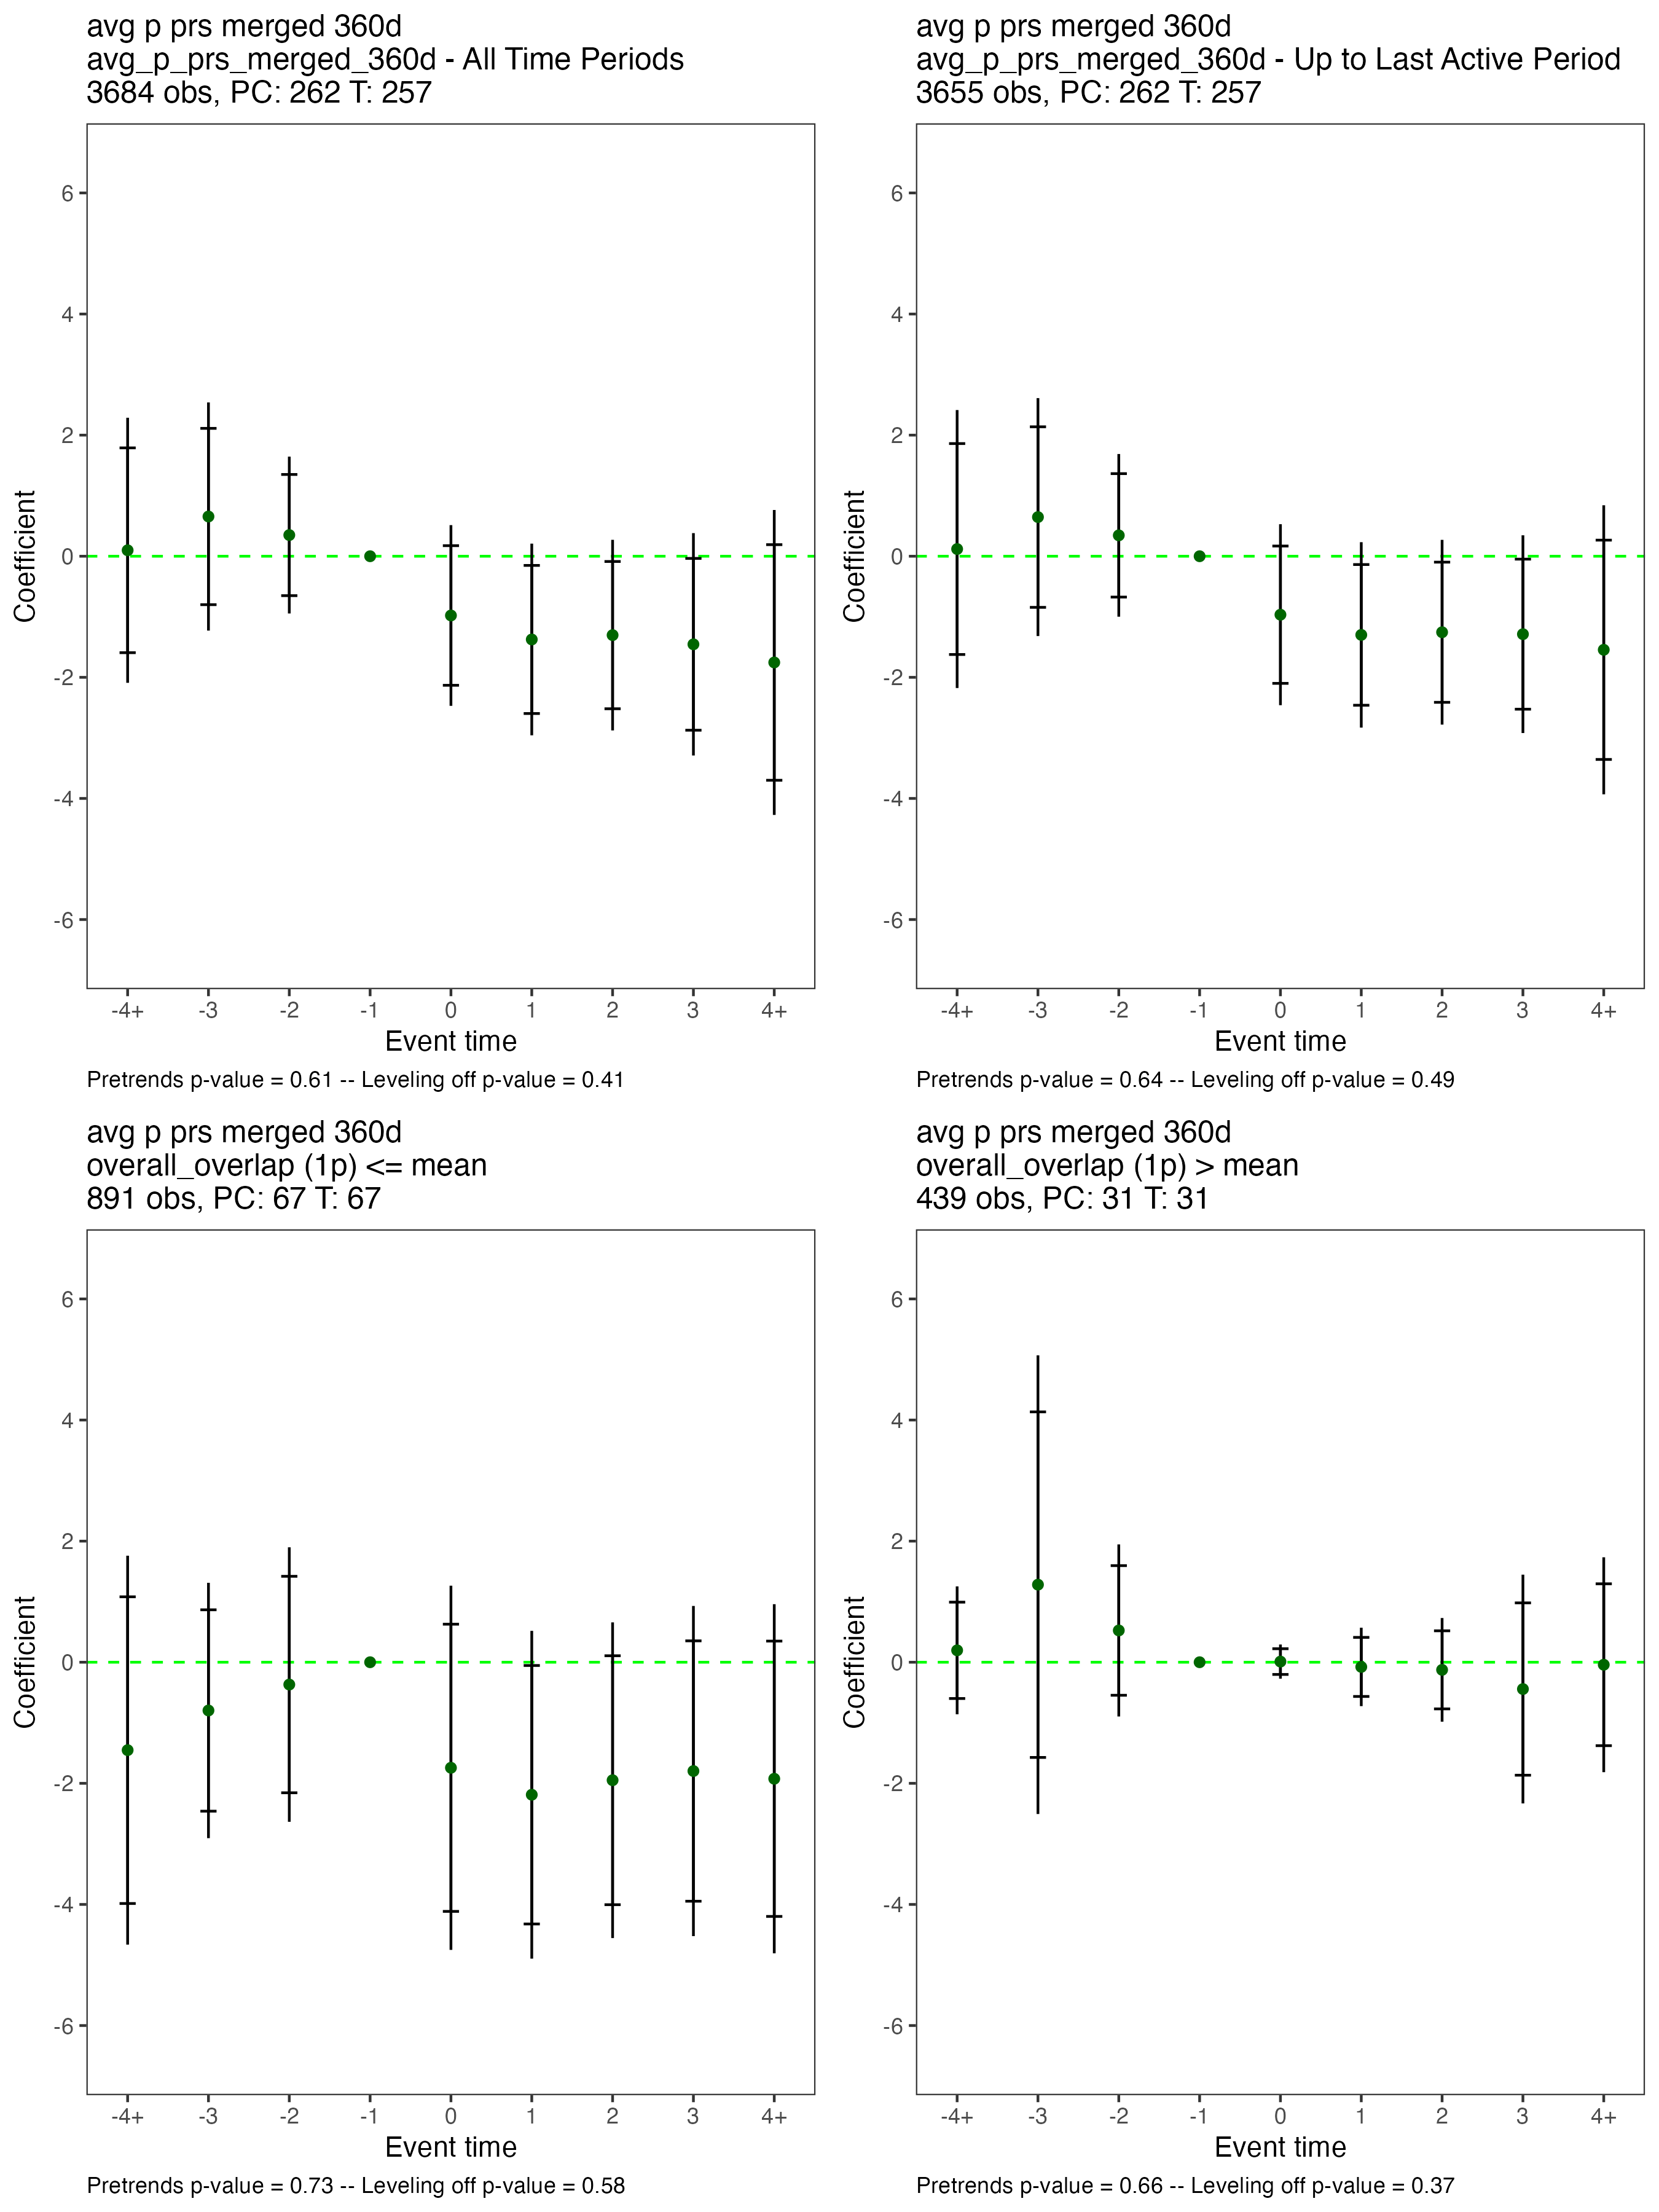 avg p prs merged 360d
avg_p_prs_merged_360d - All Time Periods
3684 obs, PC: 262 T: 257
6
4
2
0
-2
-4
-6
Coefficient
-4+ -3 -2 -1 0 1 2 3 4+
Event time
Pretrends p-value = 0.61 -- Leveling off p-value = 0.41
avg p prs merged 360d
avg_p_prs_merged_360d - Up to Last Active Period
3655 obs, PC: 262 T: 257
6
4
2
0
-2
-4
-6
Coefficient
-4+ -3 -2 -1 0 1 2 3 4+
Event time
Pretrends p-value = 0.64 -- Leveling off p-value = 0.49
avg p prs merged 360d
overall_overlap (1p) <= mean
891 obs, PC: 67 T: 67
6
4
2
0
-2
-4
-6
Coefficient
-4+ -3 -2 -1 0 1 2 3 4+
Event time
Pretrends p-value = 0.73 -- Leveling off p-value = 0.58
avg p prs merged 360d
overall_overlap (1p) > mean
439 obs, PC: 31 T: 31
6
4
2
0
-2
-4
-6
Coefficient
-4+ -3 -2 -1 0 1 2 3 4+
Event time
Pretrends p-value = 0.66 -- Leveling off p-value = 0.37